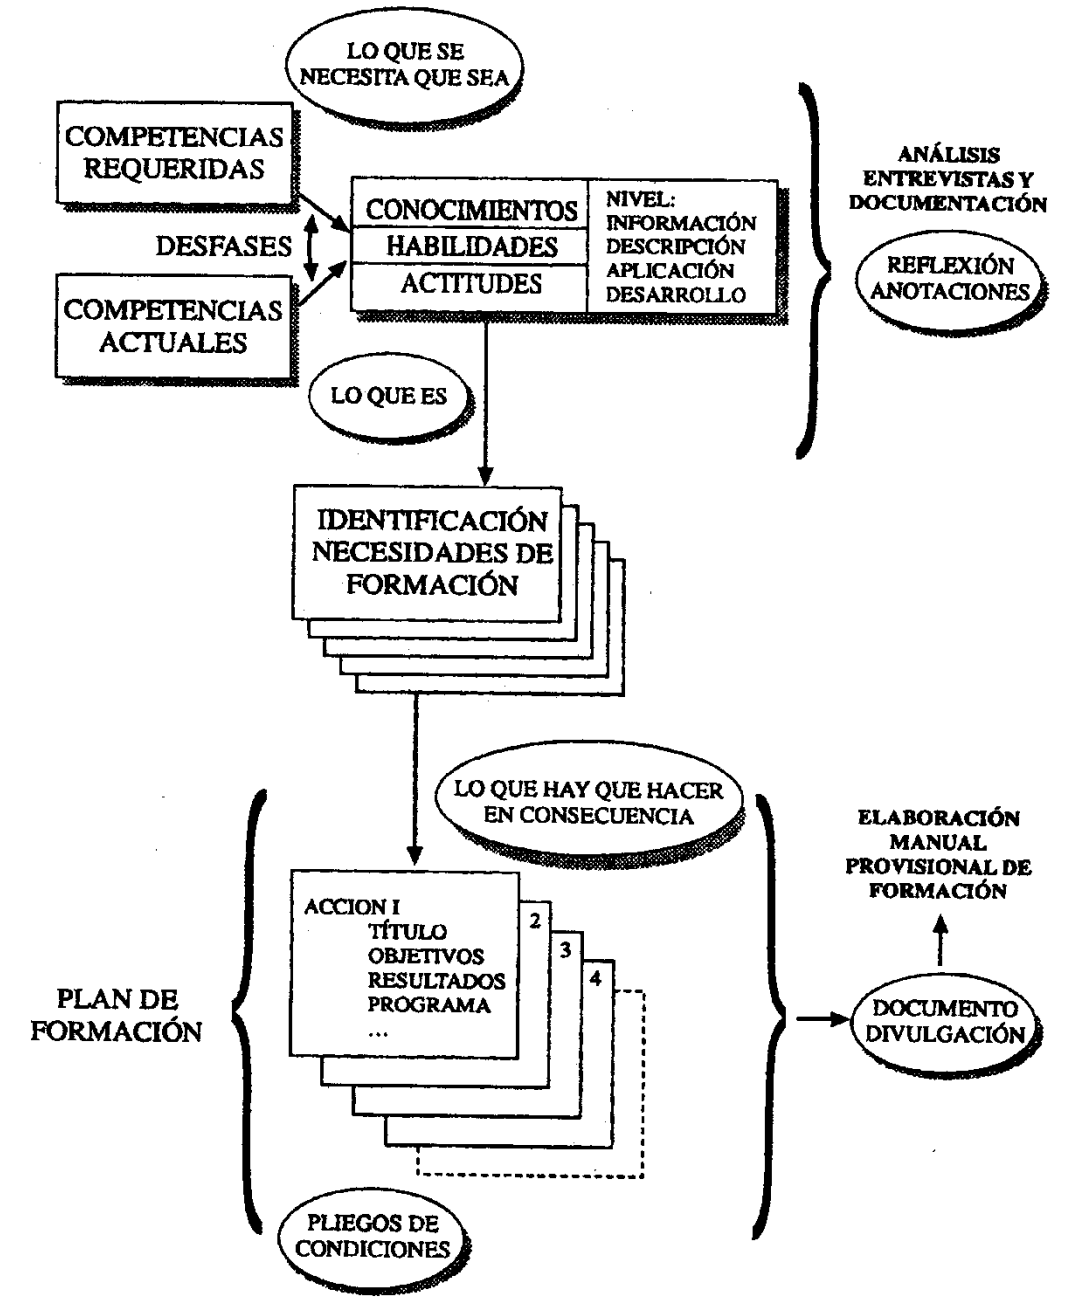 LO QUE SE
NECESITA QUE SEA
COMPETENCIAS
REQUERIDAS
DESFASES
COMPETENCIAS
ACTUALES
CONOCIMIENTOS
HABILIDADES
ACTITUDES
NIVEL:
INFORMACIÓN
DESCRIPCIÓN
APLICACIÓN
DESARROLLO
ANÁLISIS
ENTREVISTAS Y
DOCUMENTACIÓN
REFLEXIÓN
ANOTACIONES
LO QUE ES
IDENTIFICACIÓN
NECESIDADES DE
FORMACIÓN
LO QUE HAY QUE HACER
EN CONSECUENCIA
PLAN DE
FORMACIÓN
ACCION I
TÍTULO
OBJETIVOS
RESULTADOS
PROGRAMA
...
2
3
4
PLIEGOS DE
CONDICIONES
ELABORACIÓN
MANUAL
PROVISIONAL DE
FORMACIÓN
DOCUMENTO
DIVULGACIÓN